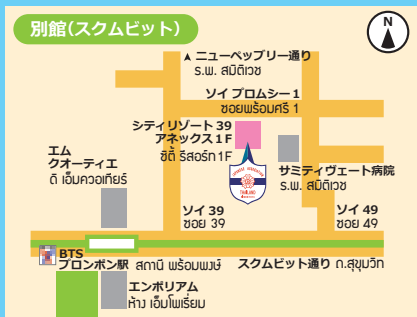 別館(スクムビット)
N
▲ニューペップリー通り
ร.พ. สมิติเวช
ソイ プロムシー 1
ซอยพร้อมศรี 1
シティリゾート 39
アネックス 1F
ซิตี้ รีสอร์ท 1F
エム
クオーティエ
ดิ เอ็มควอเทียร์
サミティヴェート病院
ร.พ. สมิติเวช
ソイ 39
ซอย 39
ソイ 49
ซอย 49
BTS
プロンポン駅 สถานี พร้อมพงษ์
スクムビット通り ถ.สุขุมวิท
エンポリアム
ห้าง เอ็มโพเรี่ยม